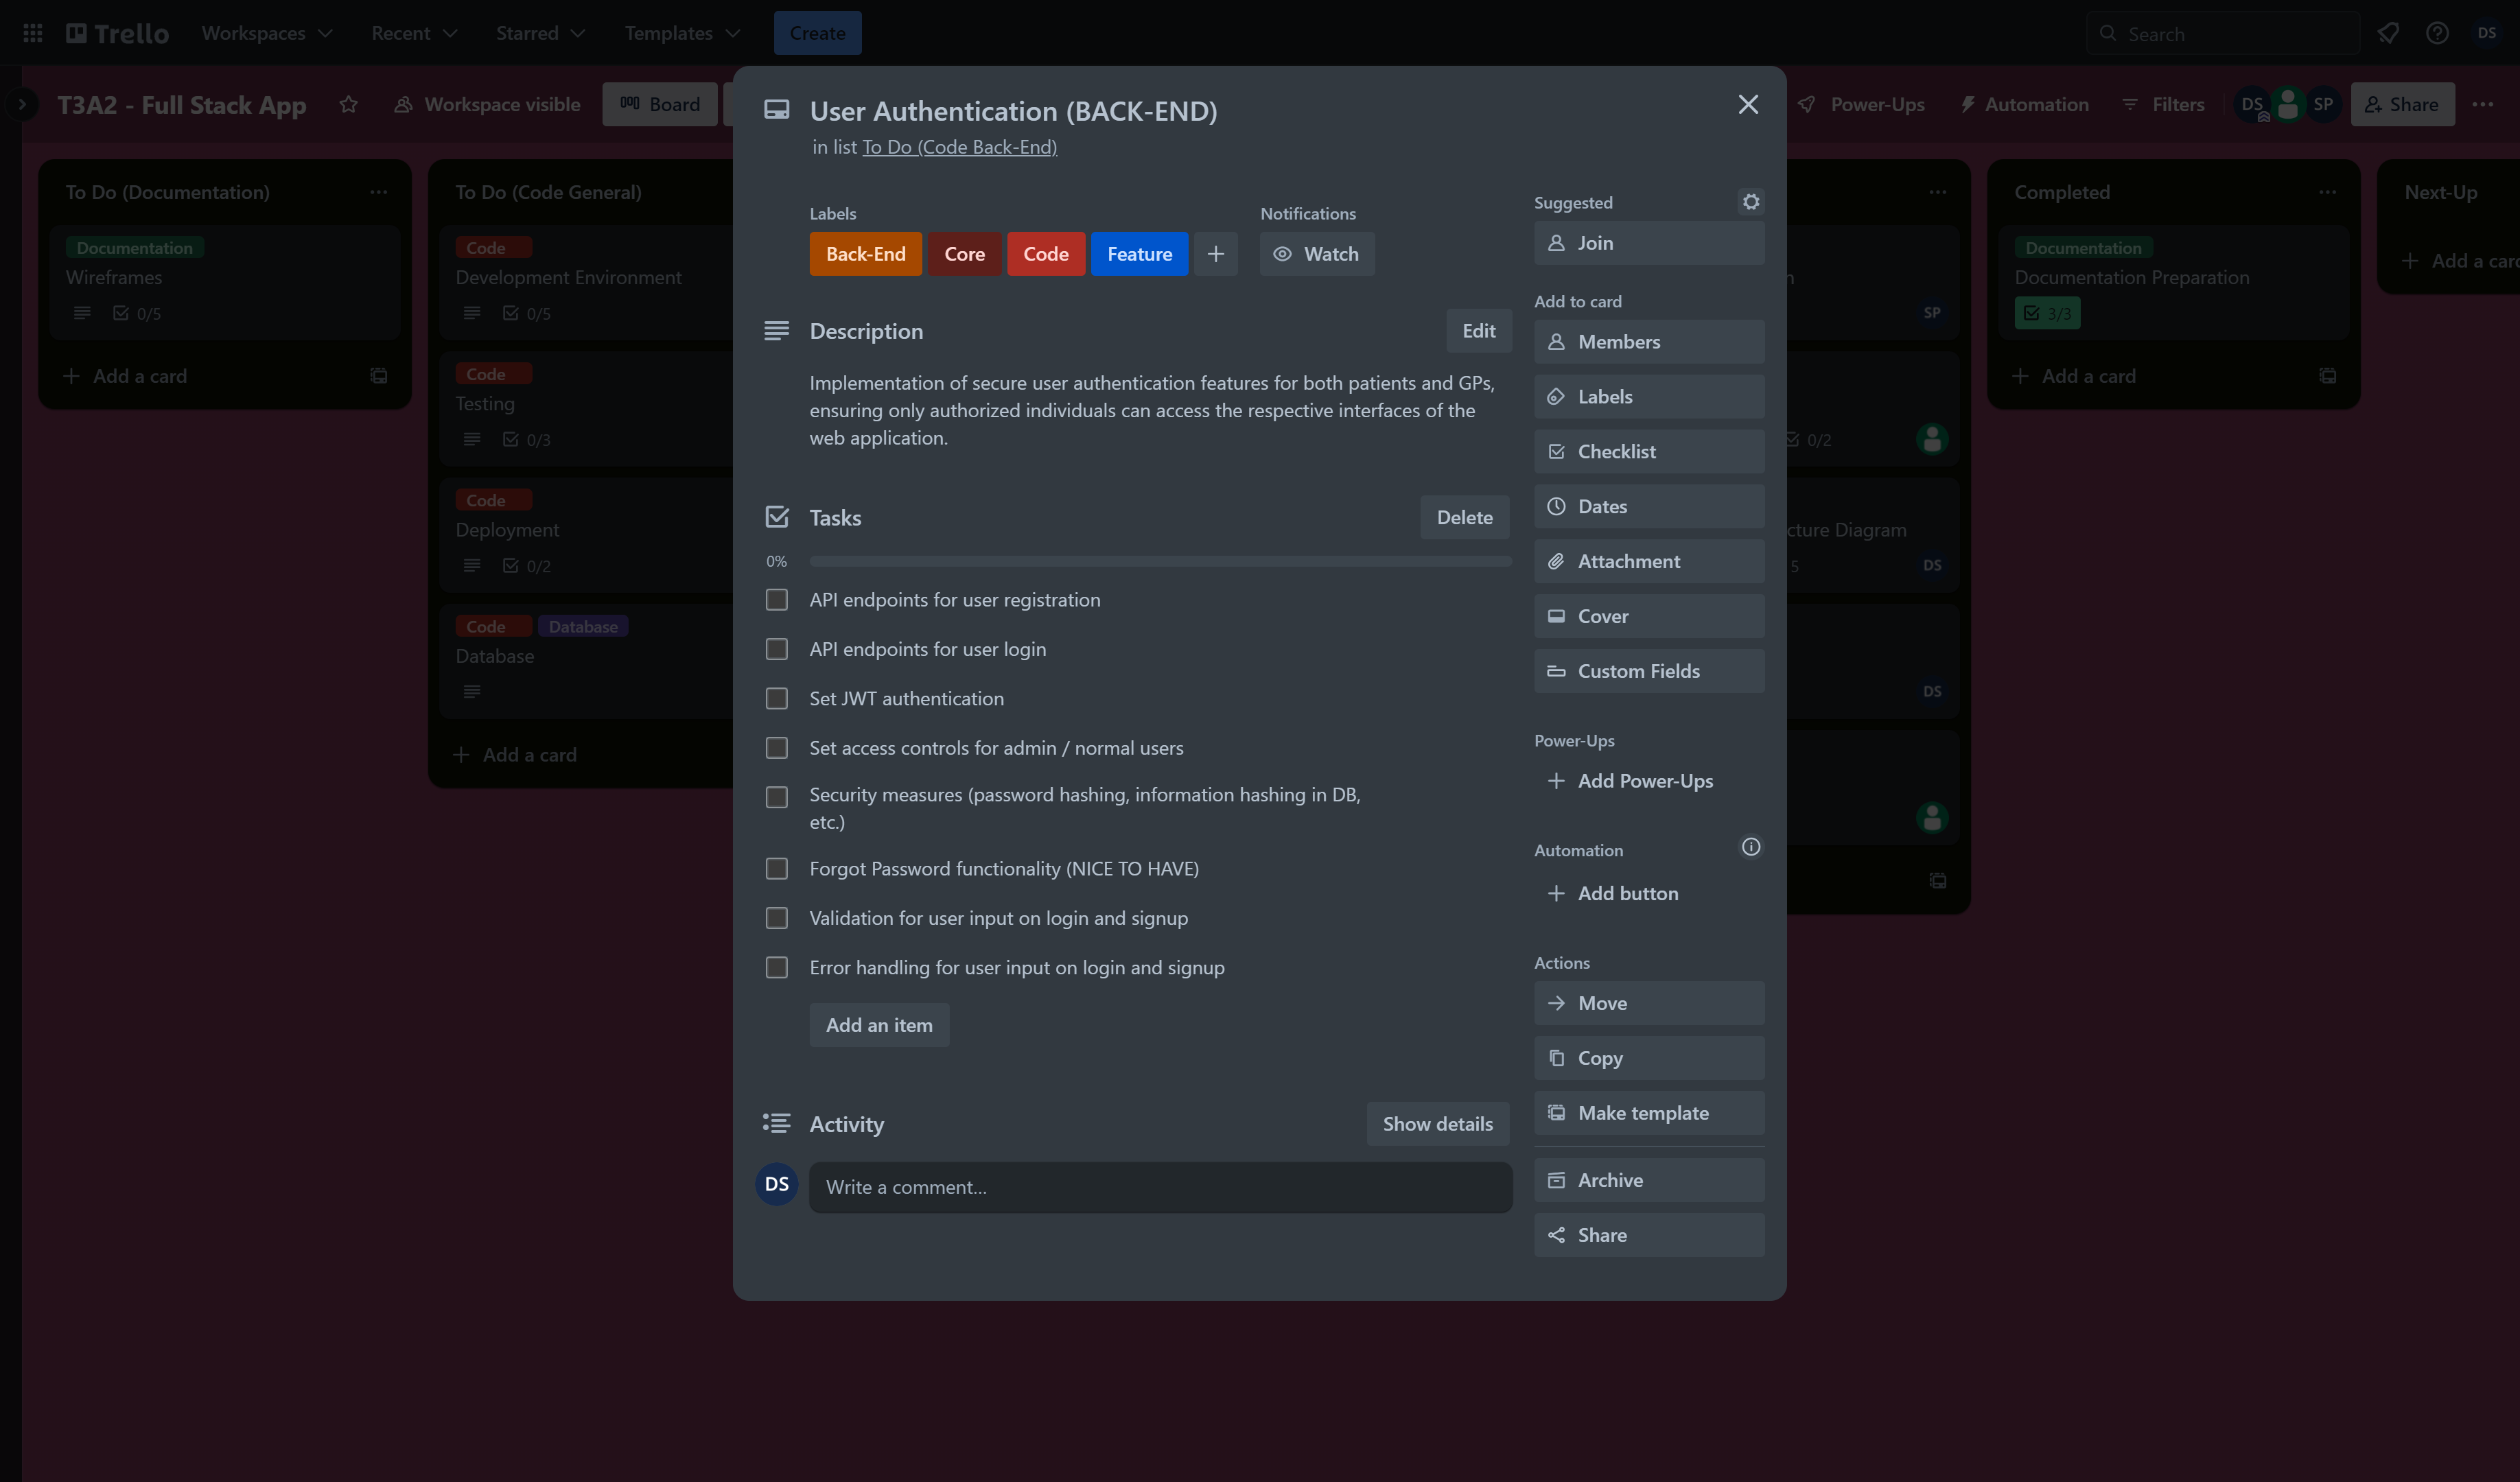 Trello
Workspaces
Recent
Starred
Templates
Create
Search
DS
T3A2 - Full Stack App
Workspace visible
Board
Power-Ups
Automation
Filters
DS
SP
Share
To Do (Documentation)
Documentation
Wireframes
0/5
Add a card
To Do (Code General)
Code
Development Environment
0/5
Code
Testing
0/3
Code
Deployment
0/2
Code
Database
Database
Add a card
User Authentication (BACK-END)
in list To Do (Code Back-End)
Labels
Back-End
Core
Code
Feature
Notifications
Watch
Description
Edit
Implementation of secure user authentication features for both patients and GPs,
ensuring only authorized individuals can access the respective interfaces of the
web application.
Tasks
Delete
0%
API endpoints for user registration
API endpoints for user login
Set JWT authentication
Set access controls for admin / normal users
Security measures (password hashing, information hashing in DB,
etc.)
Forgot Password functionality (NICE TO HAVE)
Validation for user input on login and signup
Error handling for user input on login and signup
Add an item
Activity
Show details
DS
Write a comment...
Suggested
Join
Add to card
Members
Labels
Checklist
Dates
Attachment
Cover
Custom Fields
Power-Ups
Add Power-Ups
Automation
Add button
Actions
Move
Copy
Make template
Archive
Share
SP
0/2
cture Diagram
5
DS
DS
Completed
Documentation
Documentation Preparation
3/3
Add a card
Next-Up
Add a card